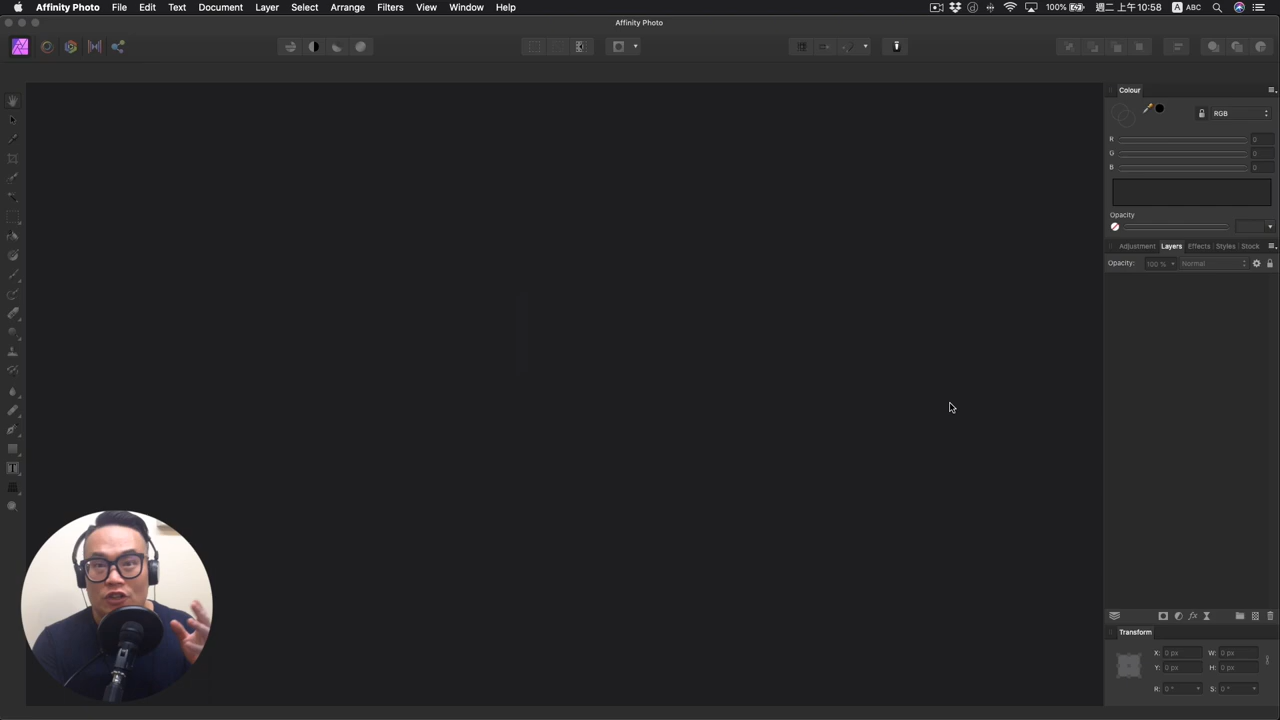 Affinity Photo File Edit Text Document Layer Select Arrange Filters View Window Help 100% 週二 上午10:58 A ABC
Affinity Photo
Colour
RGB
R 0
G 0
B 0
Opacity
Adjustment Layers Effects Styles Stock
Opacity: 100 % Normal
fx
Transform
X: 0 px W: 0 px
Y: 0 px H: 0 px
R: 0 ° S: 0 °